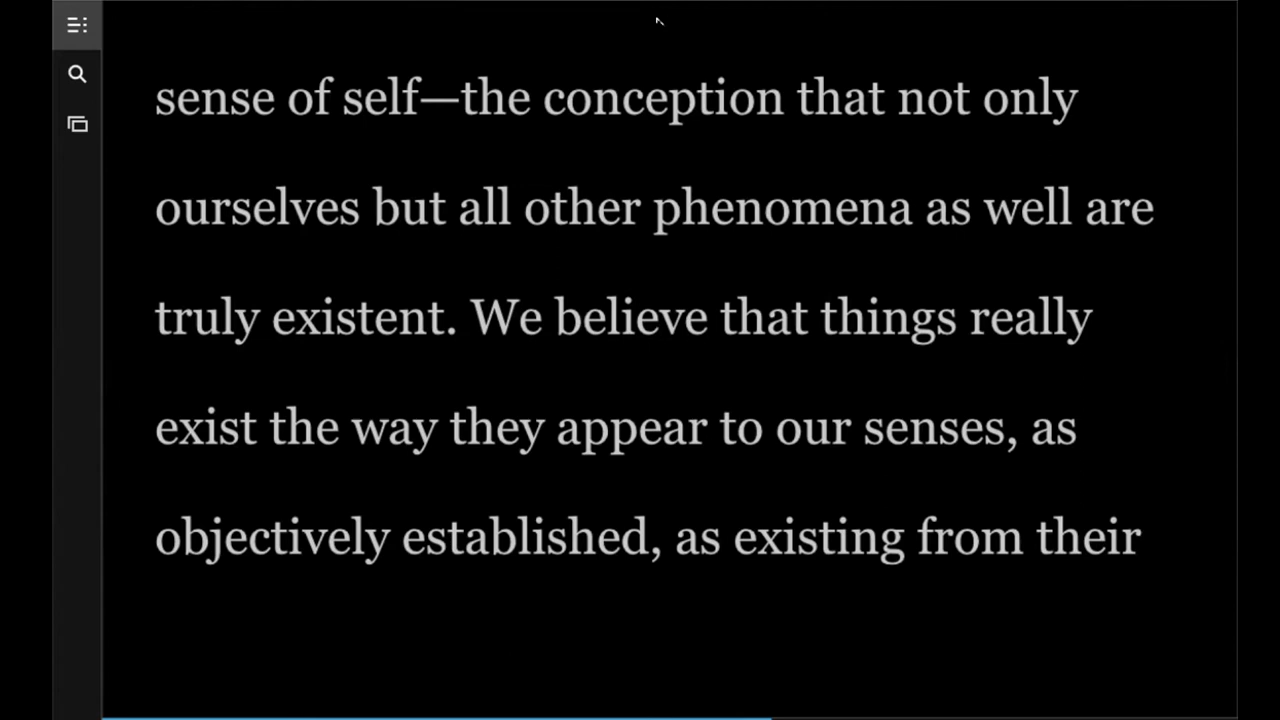 sense of self—the conception that not only
ourselves but all other phenomena as well are
truly existent. We believe that things really
exist the way they appear to our senses, as
objectively established, as existing from their